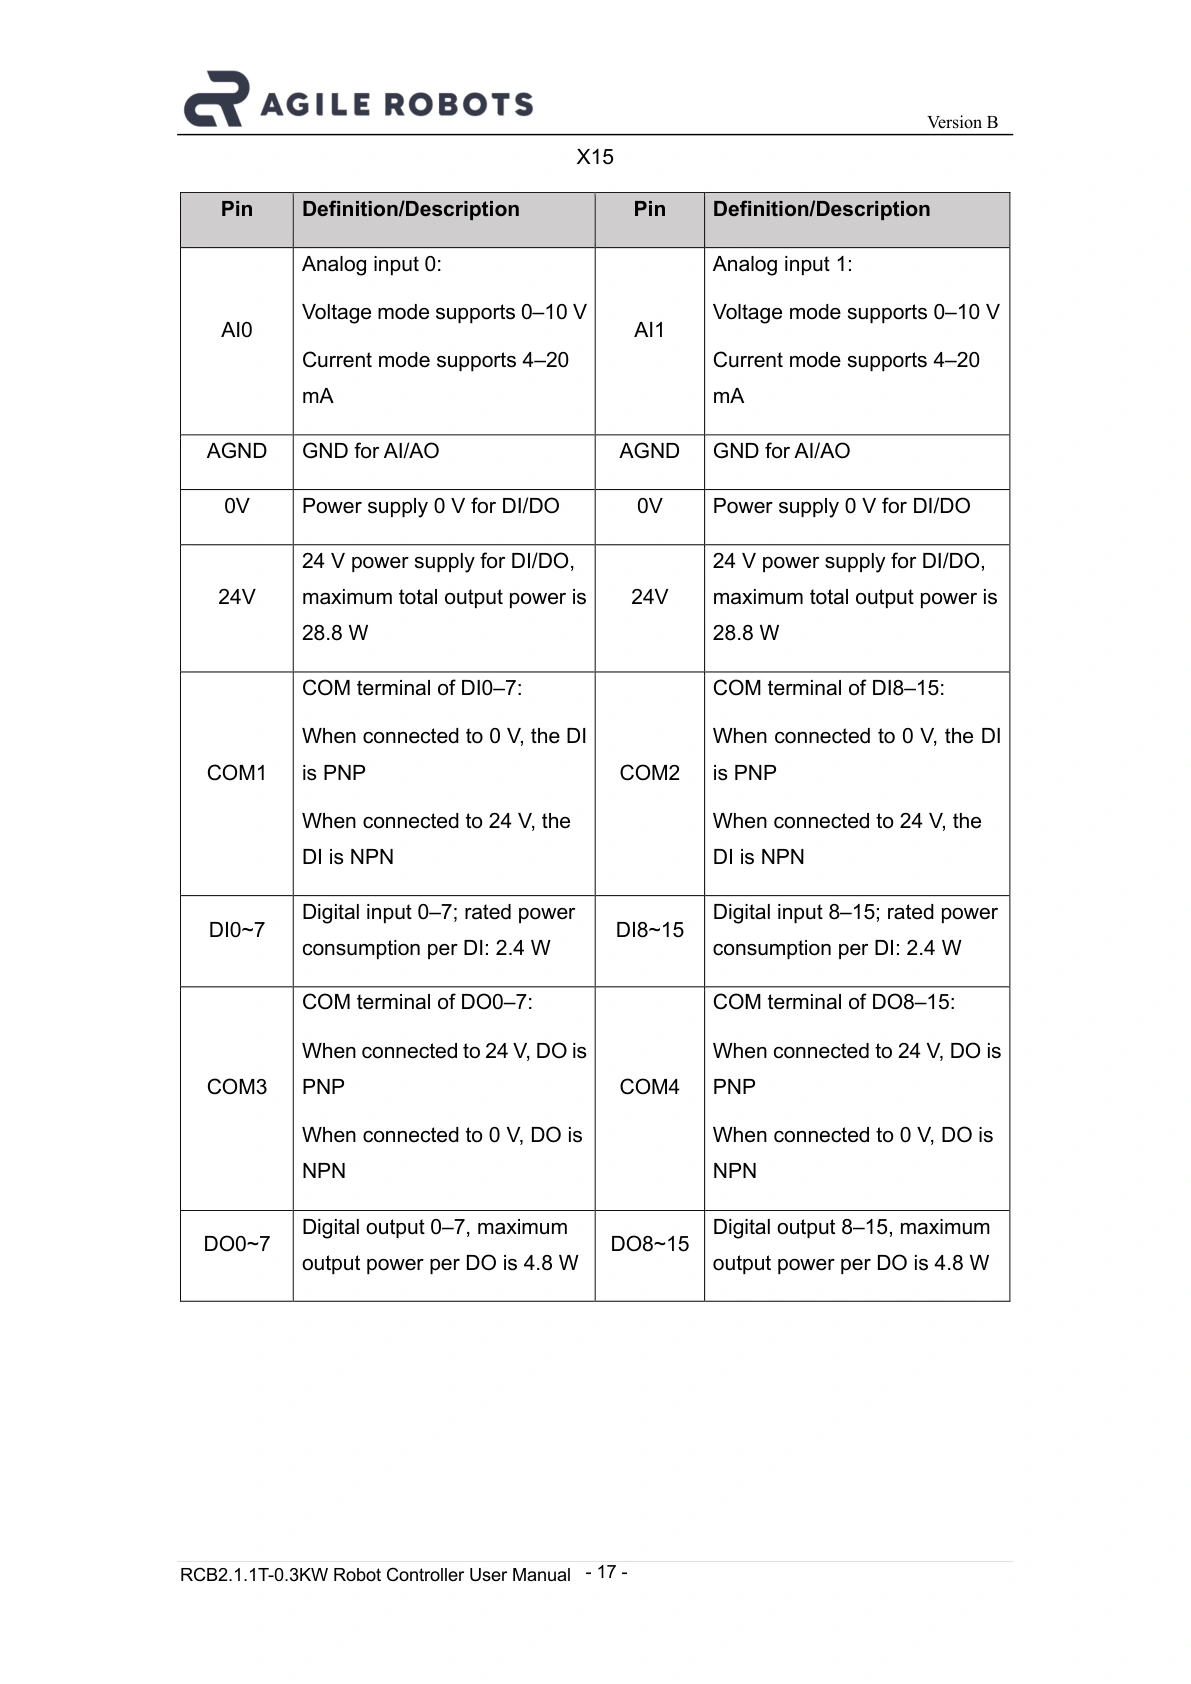 AGILE ROBOTS
Version B
X15
Pin Definition/Description Pin Definition/Description
AI0
Analog input 0:
Voltage mode supports 0–10 V
Current mode supports 4–20
mA
AI1
Analog input 1:
Voltage mode supports 0–10 V
Current mode supports 4–20
mA
AGND GND for AI/AO AGND GND for AI/AO
0V Power supply 0 V for DI/DO 0V Power supply 0 V for DI/DO
24V
24 V power supply for DI/DO,
maximum total output power is
28.8 W
24V
24 V power supply for DI/DO,
maximum total output power is
28.8 W
COM1
COM terminal of DI0–7:
When connected to 0 V, the DI
is PNP
When connected to 24 V, the
DI is NPN
COM2
COM terminal of DI8–15:
When connected to 0 V, the DI
is PNP
When connected to 24 V, the
DI is NPN
DI0~7
Digital input 0–7; rated power
consumption per DI: 2.4 W
DI8~15
Digital input 8–15; rated power
consumption per DI: 2.4 W
COM3
COM terminal of DO0–7:
When connected to 24 V, DO is
PNP
When connected to 0 V, DO is
NPN
COM4
COM terminal of DO8–15:
When connected to 24 V, DO is
PNP
When connected to 0 V, DO is
NPN
DO0~7
Digital output 0–7, maximum
output power per DO is 4.8 W
DO8~15
Digital output 8–15, maximum
output power per DO is 4.8 W
RCB2.1.1T-0.3KW Robot Controller User Manual - 17 -